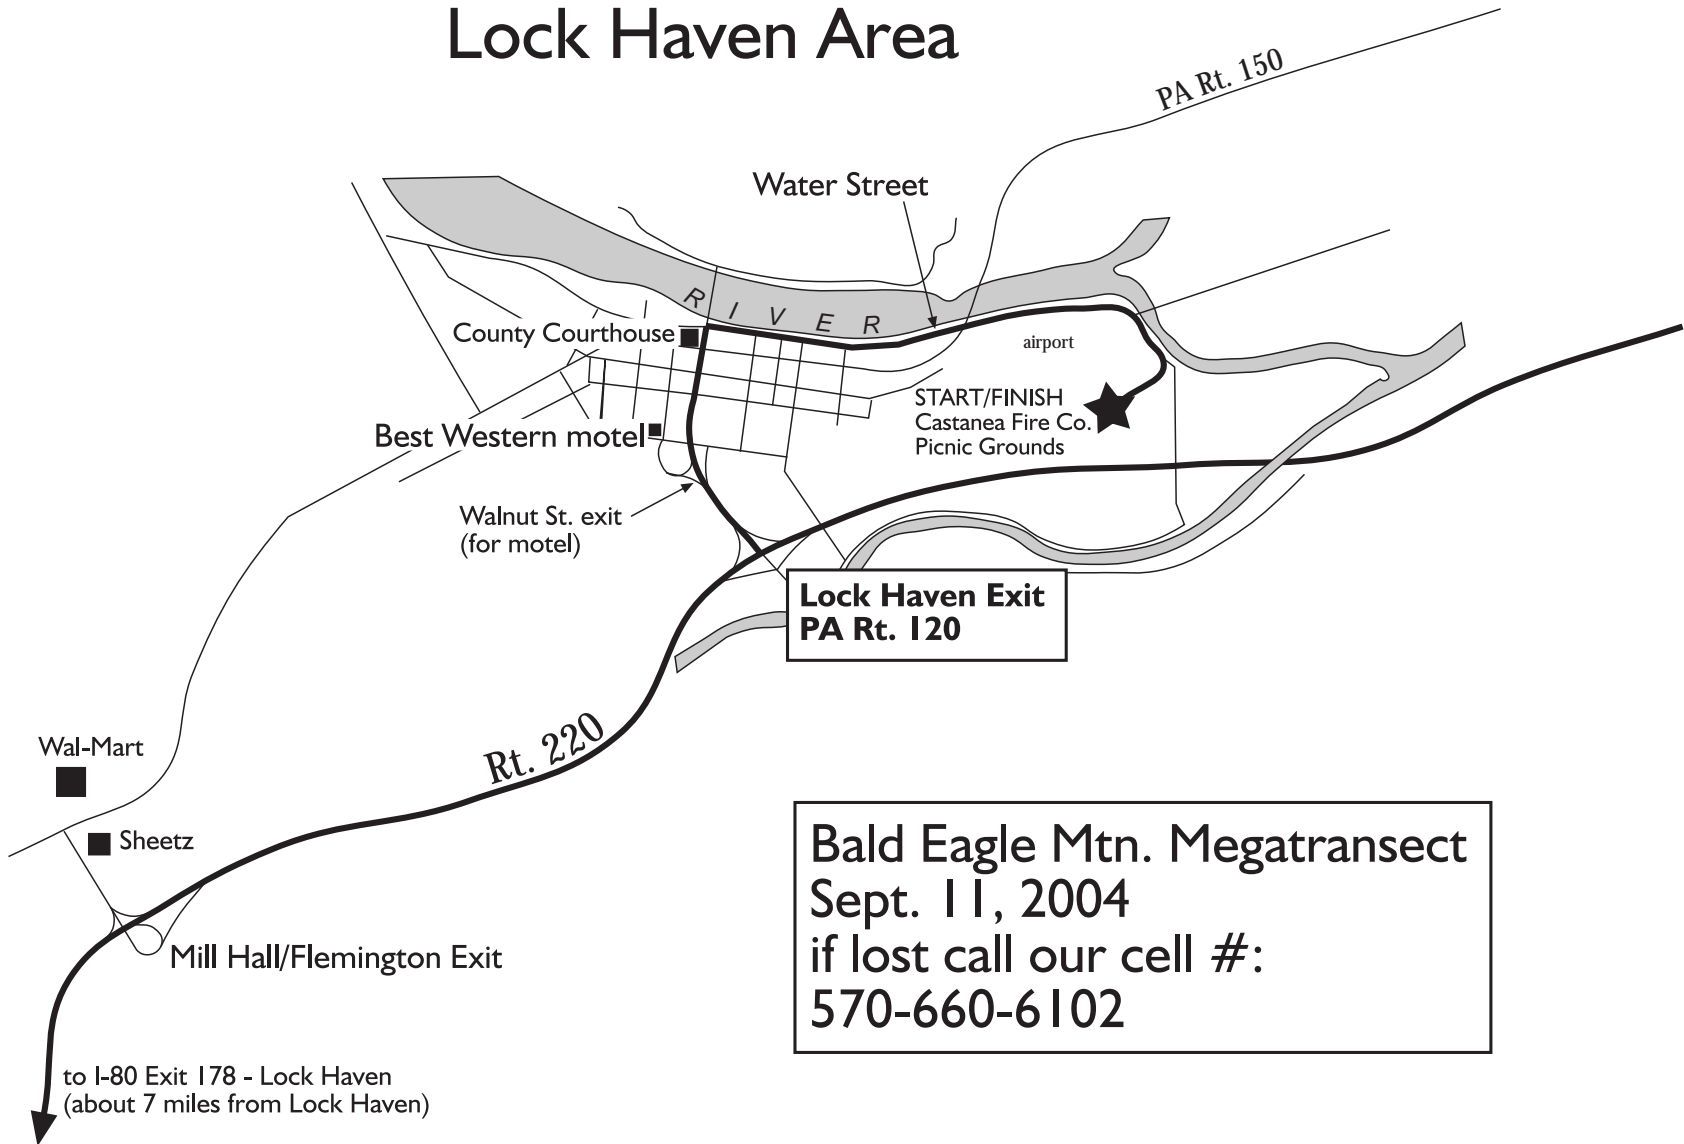 Lock Haven Area
PA Rt. 150
Water Street
RIVER
County Courthouse
airport
START/FINISH
Castanea Fire Co.
Picnic Grounds
Best Western motel
Walnut St. exit
(for motel)
Lock Haven Exit
PA Rt. 120
Rt. 220
Wal-Mart
Sheetz
Mill Hall/Flemington Exit
Bald Eagle Mtn. Megatransect
Sept. 11, 2004
if lost call our cell #:
570-660-6102
to I-80 Exit 178 - Lock Haven
(about 7 miles from Lock Haven)